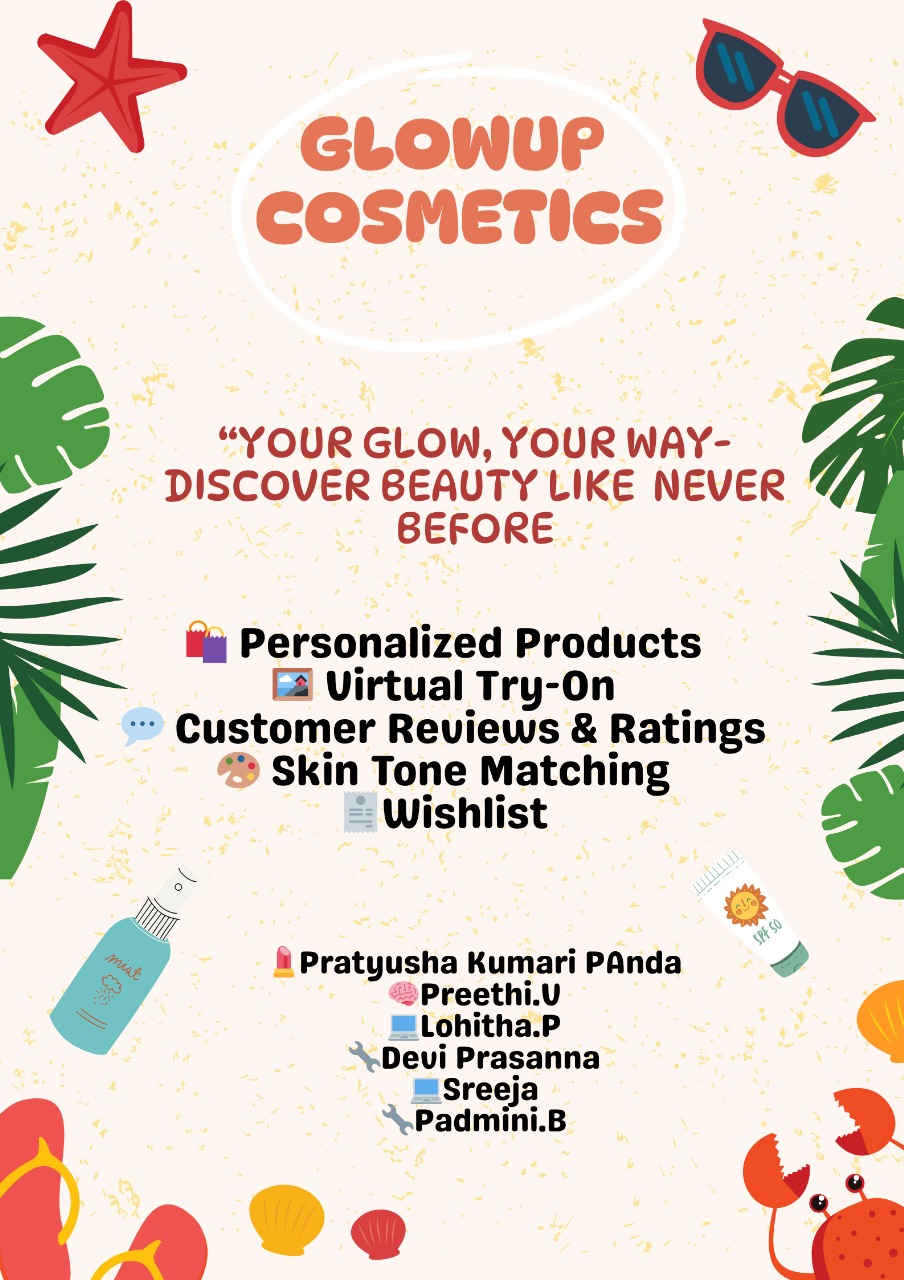 GLOWUP
COSMETICS
“YOUR GLOW, YOUR WAY-
DISCOVER BEAUTY LIKE NEVER
BEFORE
Personalized Products
Virtual Try-On
Customer Reviews & Ratings
Skin Tone Matching
Wishlist
mist
SPF 50
Pratyusha Kumari PAnda
Preethi.V
Lohitha.P
Devi Prasanna
Sreeja
Padmini.B